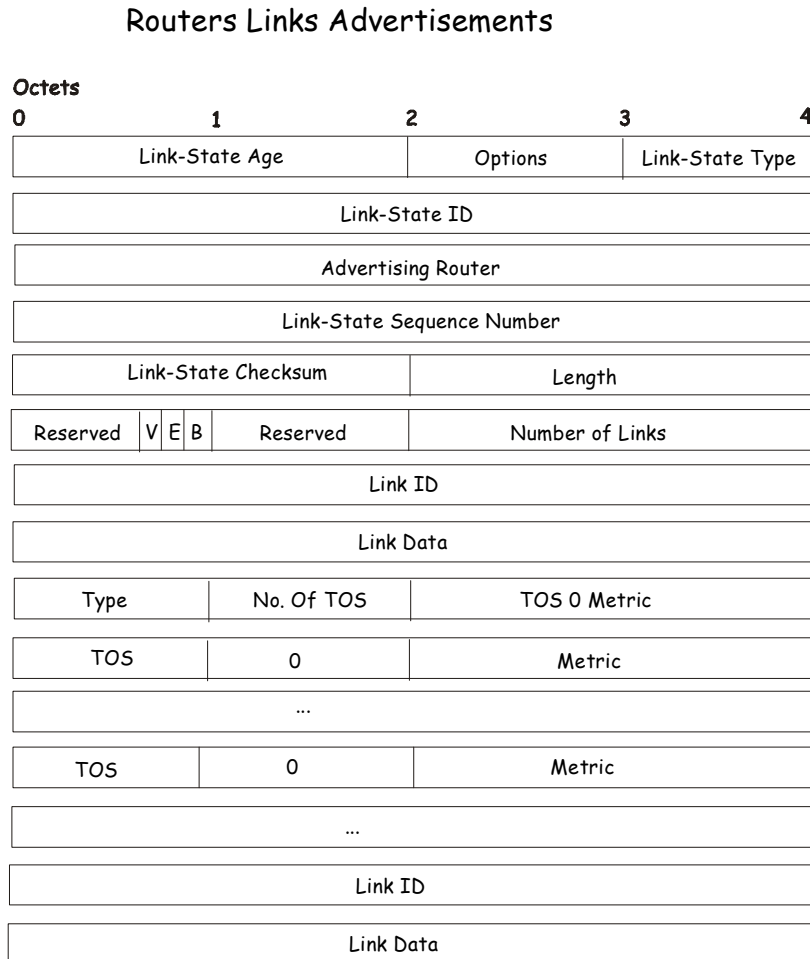 Routers Links Advertisements
Octets
0 1 2 3 4
Link-State Age Options Link-State Type
Link-State ID
Advertising Router
Link-State Sequence Number
Link-State Checksum Length
Reserved V E B Reserved Number of Links
Link ID
Link Data
Type No. Of TOS TOS 0 Metric
TOS 0 Metric
...
TOS 0 Metric
...
Link ID
Link Data